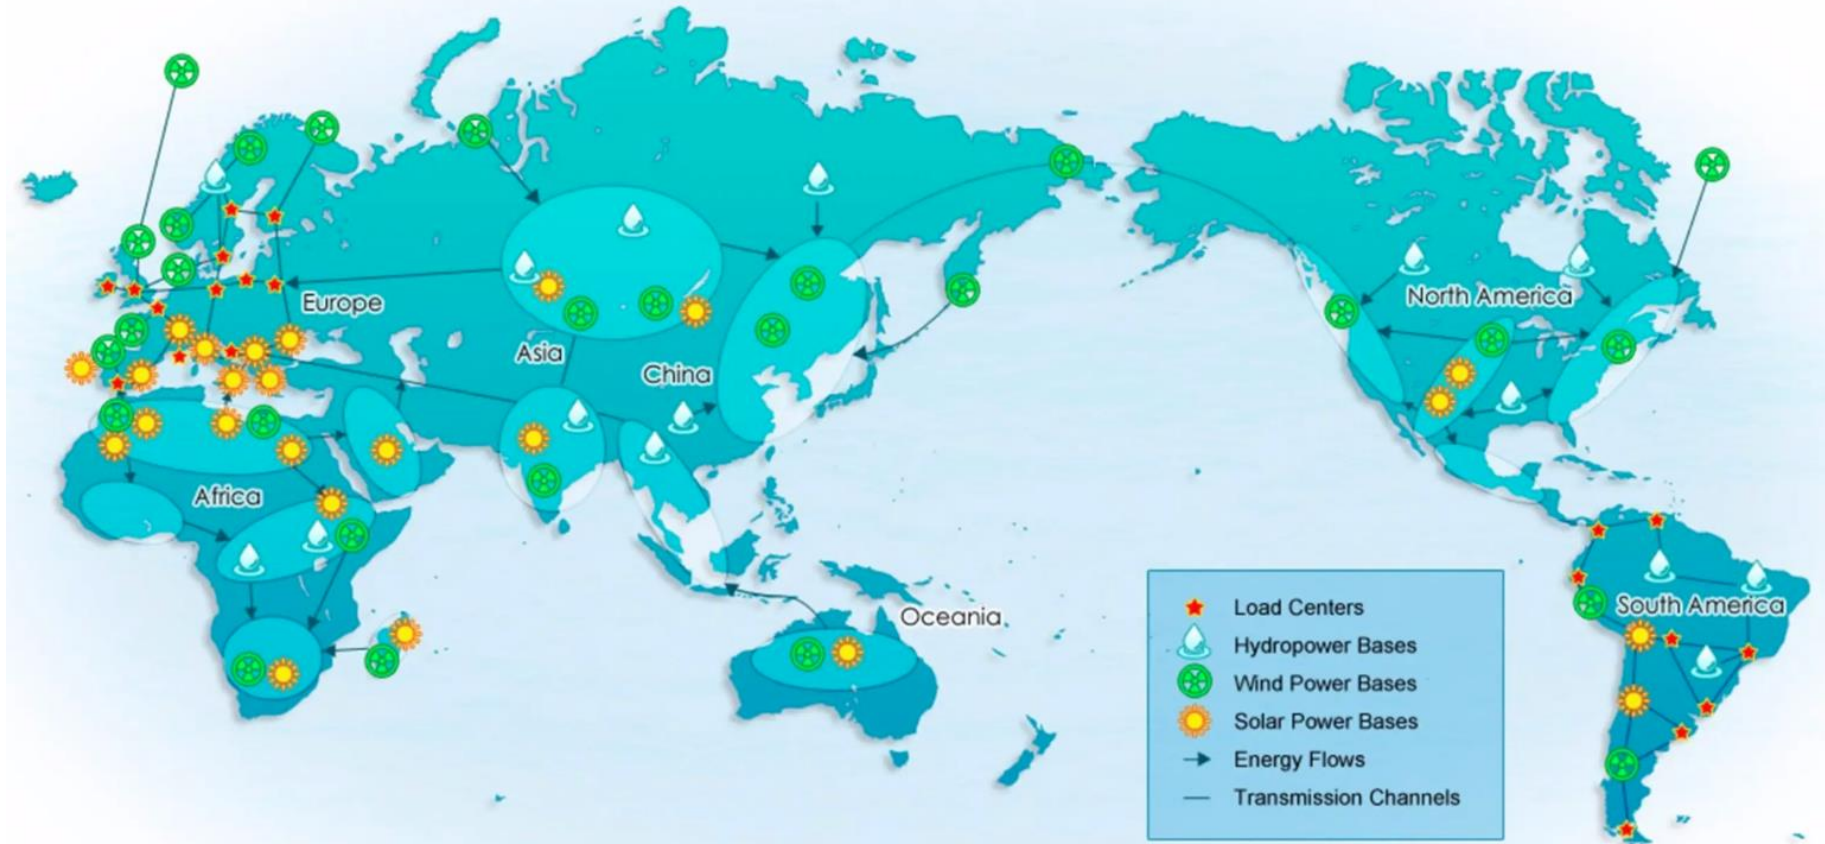 Europe
Asia
China
North America
Africa
Oceania
South America
Load Centers
Hydropower Bases
Wind Power Bases
Solar Power Bases
Energy Flows
Transmission Channels